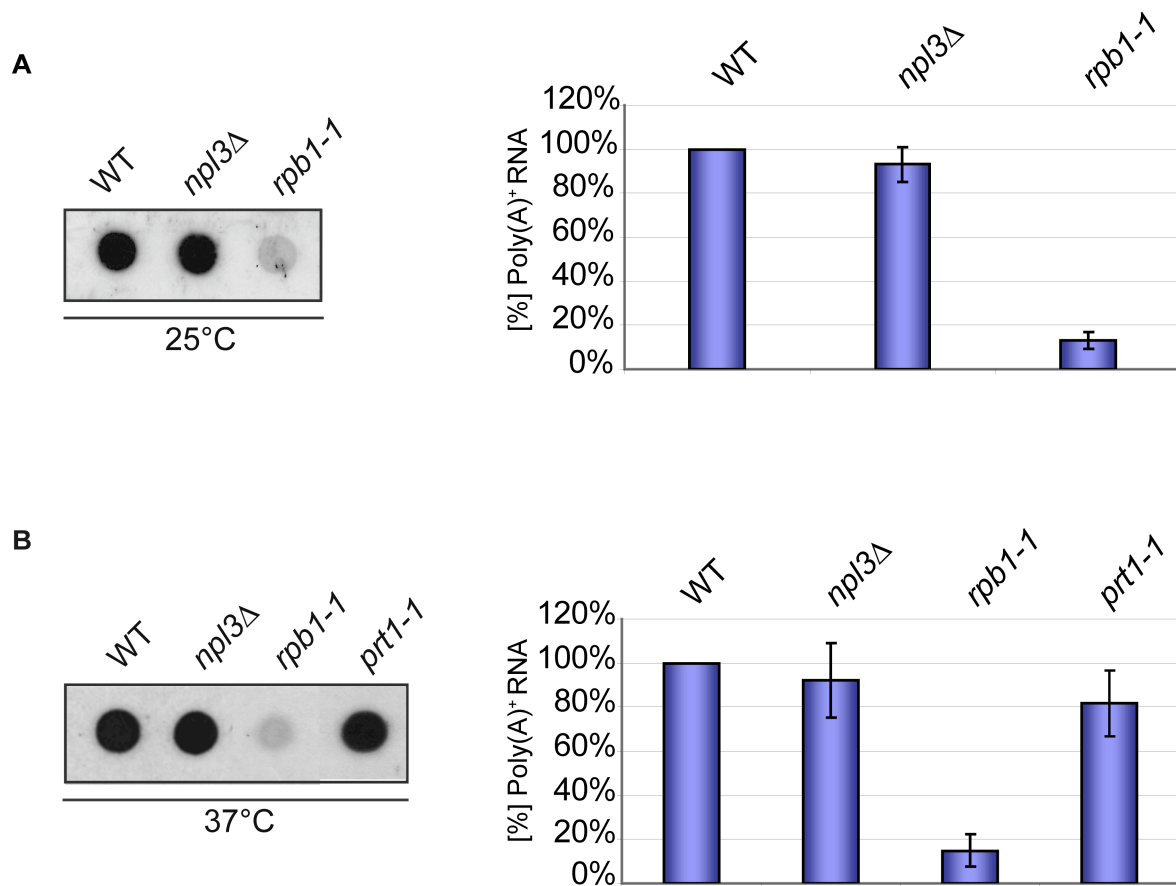 A
WT npl3Δ rpb1-1
25°C
WT npl3Δ rpb1-1
[%] Poly(A)+ RNA
120%
100%
80%
60%
40%
20%
0%
B
WT npl3Δ rpb1-1 prt1-1
37°C
WT npl3Δ rpb1-1 prt1-1
[%] Poly(A)+ RNA
120%
100%
80%
60%
40%
20%
0%